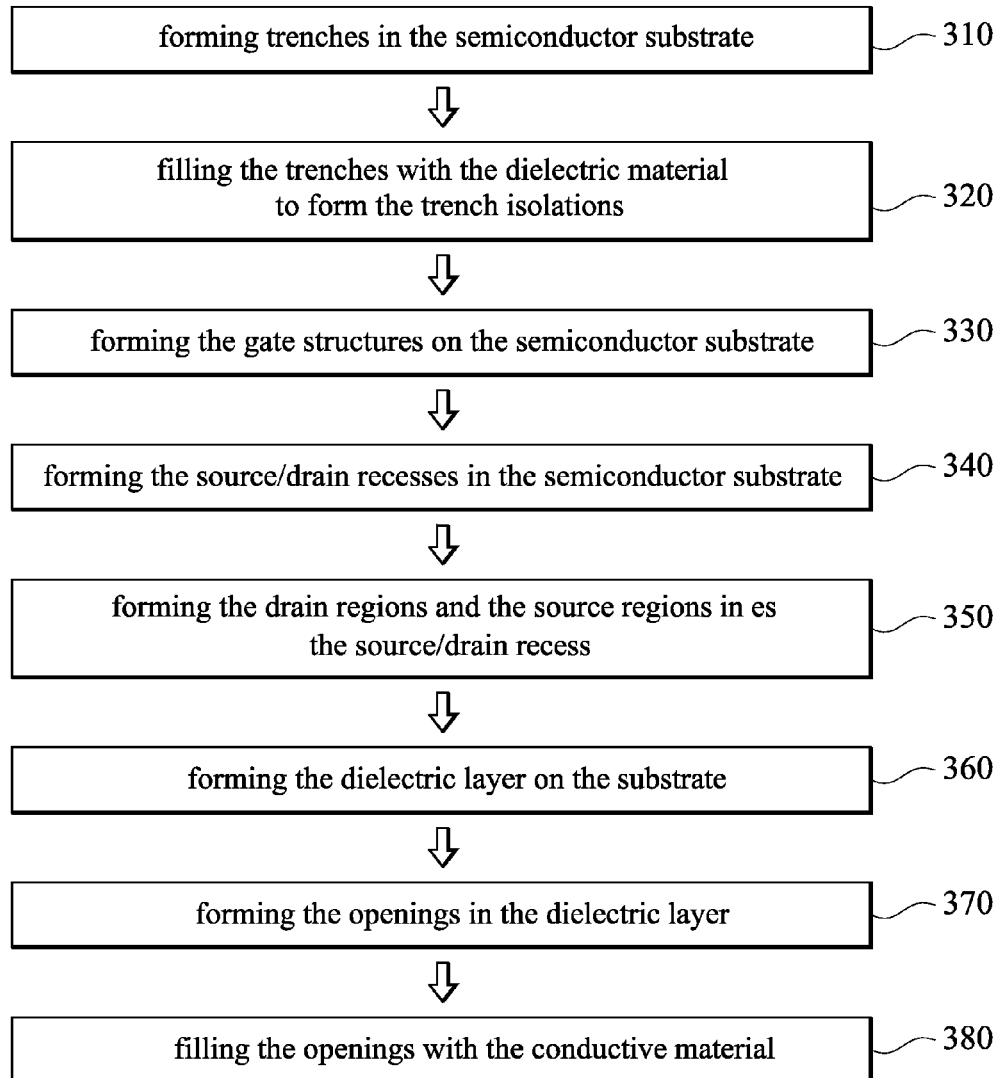 forming trenches in the semiconductor substrate
310
filling the trenches with the dielectric material
to form the trench isolations
320
forming the gate structures on the semiconductor substrate
330
forming the source/drain recesses in the semiconductor substrate
340
forming the drain regions and the source regions in es
the source/drain recess
350
forming the dielectric layer on the substrate
360
forming the openings in the dielectric layer
370
filling the openings with the conductive material
380